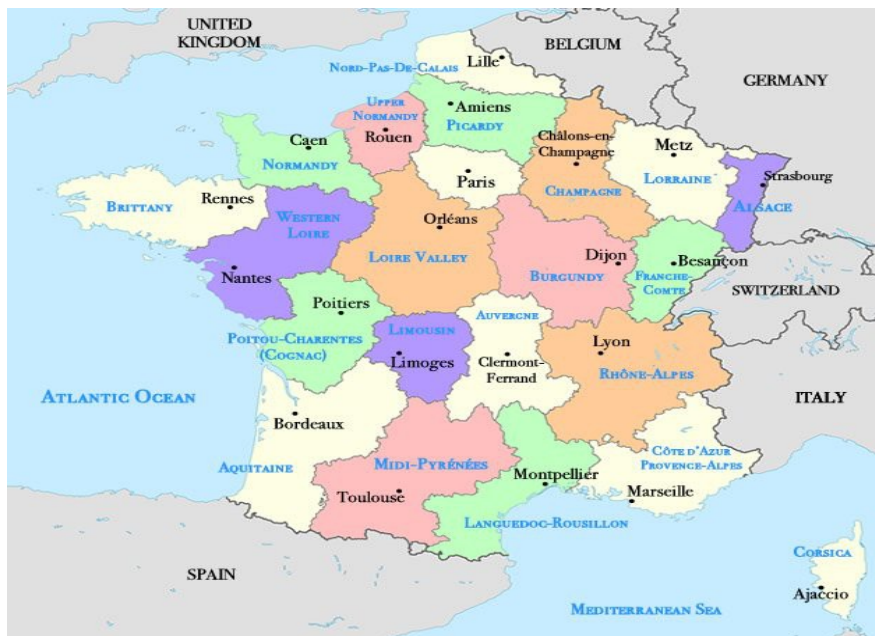 UNITED
KINGDOM
BELGIUM
GERMANY
Lille
Nord-Pas-De-Calais
Amiens
Picardy
Upper
Normandy
Rouen
Caen
Normandy
Châlons-en-
Champagne
Champagne
Metz
Lorraine
Strasbourg
Alsace
Paris
Rennes
Brittany
Western
Loire
Nantes
Orléans
Loire Valley
Dijon
Burgundy
Besançon
Franche-
Comte
SWITZERLAND
Poitiers
Poitou-Charentes
(Cognac)
Limousin
Limoges
Auvergne
Clermont-
Ferrand
Lyon
Rhône-Alpes
ITALY
Atlantic Ocean
Bordeaux
Aquitaine
Midi-Pyrénées
Toulouse
Montpellier
Languedoc-Rousillon
Côte d'Azur
Provence-Alpes
Marseille
Corsica
Ajaccio
SPAIN
Mediterranean Sea